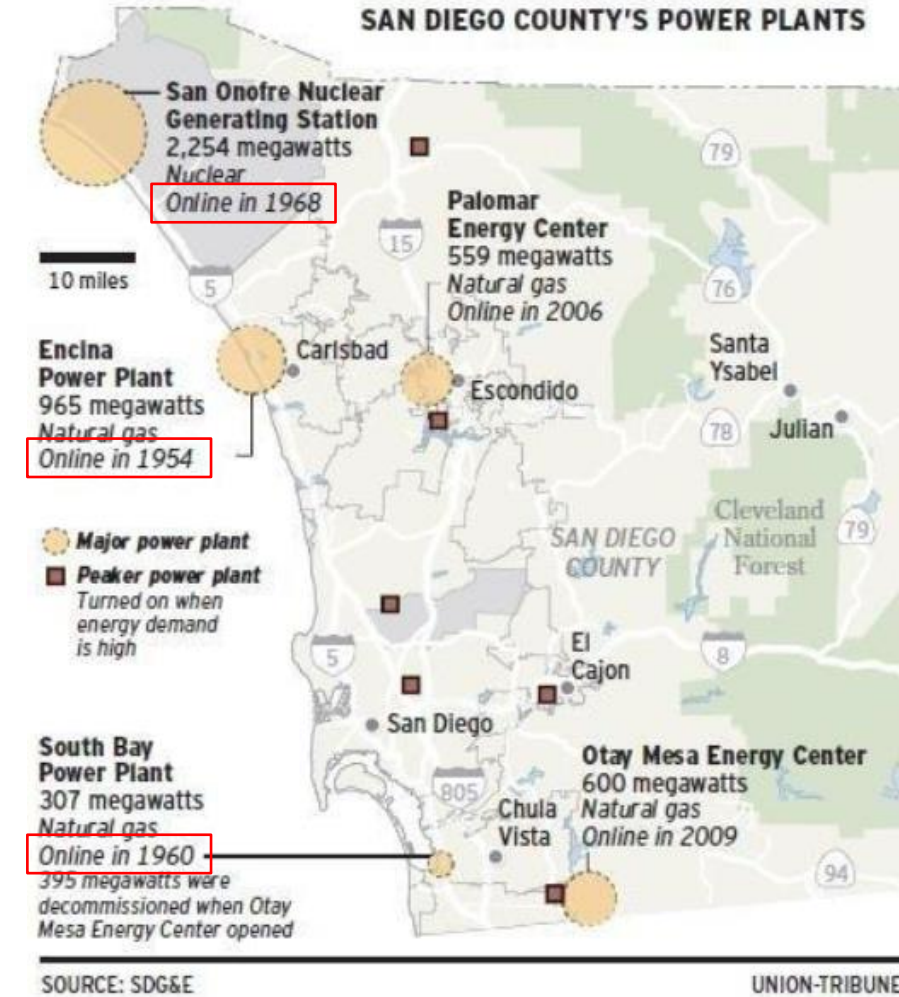 SAN DIEGO COUNTY'S POWER PLANTS
San Onofre Nuclear
Generating Station
2,254 megawatts
Nuclear
Online in 1968
79
Palomar
Energy Center
559 megawatts
Natural gas
Online in 2006
15
10 miles
5
76
Encina
Power Plant
965 megawatts
Natural gas
Online in 1954
Carlsbad
Escondido
Santa
Ysabel
78
Julian
Major power plant
Peaker power plant
Turned on when
energy demand
is high
SAN DIEGO
COUNTY
Cleveland
National
Forest
79
5
El
Cajon
8
San Diego
South Bay
Power Plant
307 megawatts
Natural gas
Online in 1960
395 megawatts were
decommissioned when Otay
Mesa Energy Center opened
805
Chula
Vista
Otay Mesa Energy Center
600 megawatts
Natural gas
Online in 2009
94
SOURCE: SDG&E
UNION-TRIBUNE